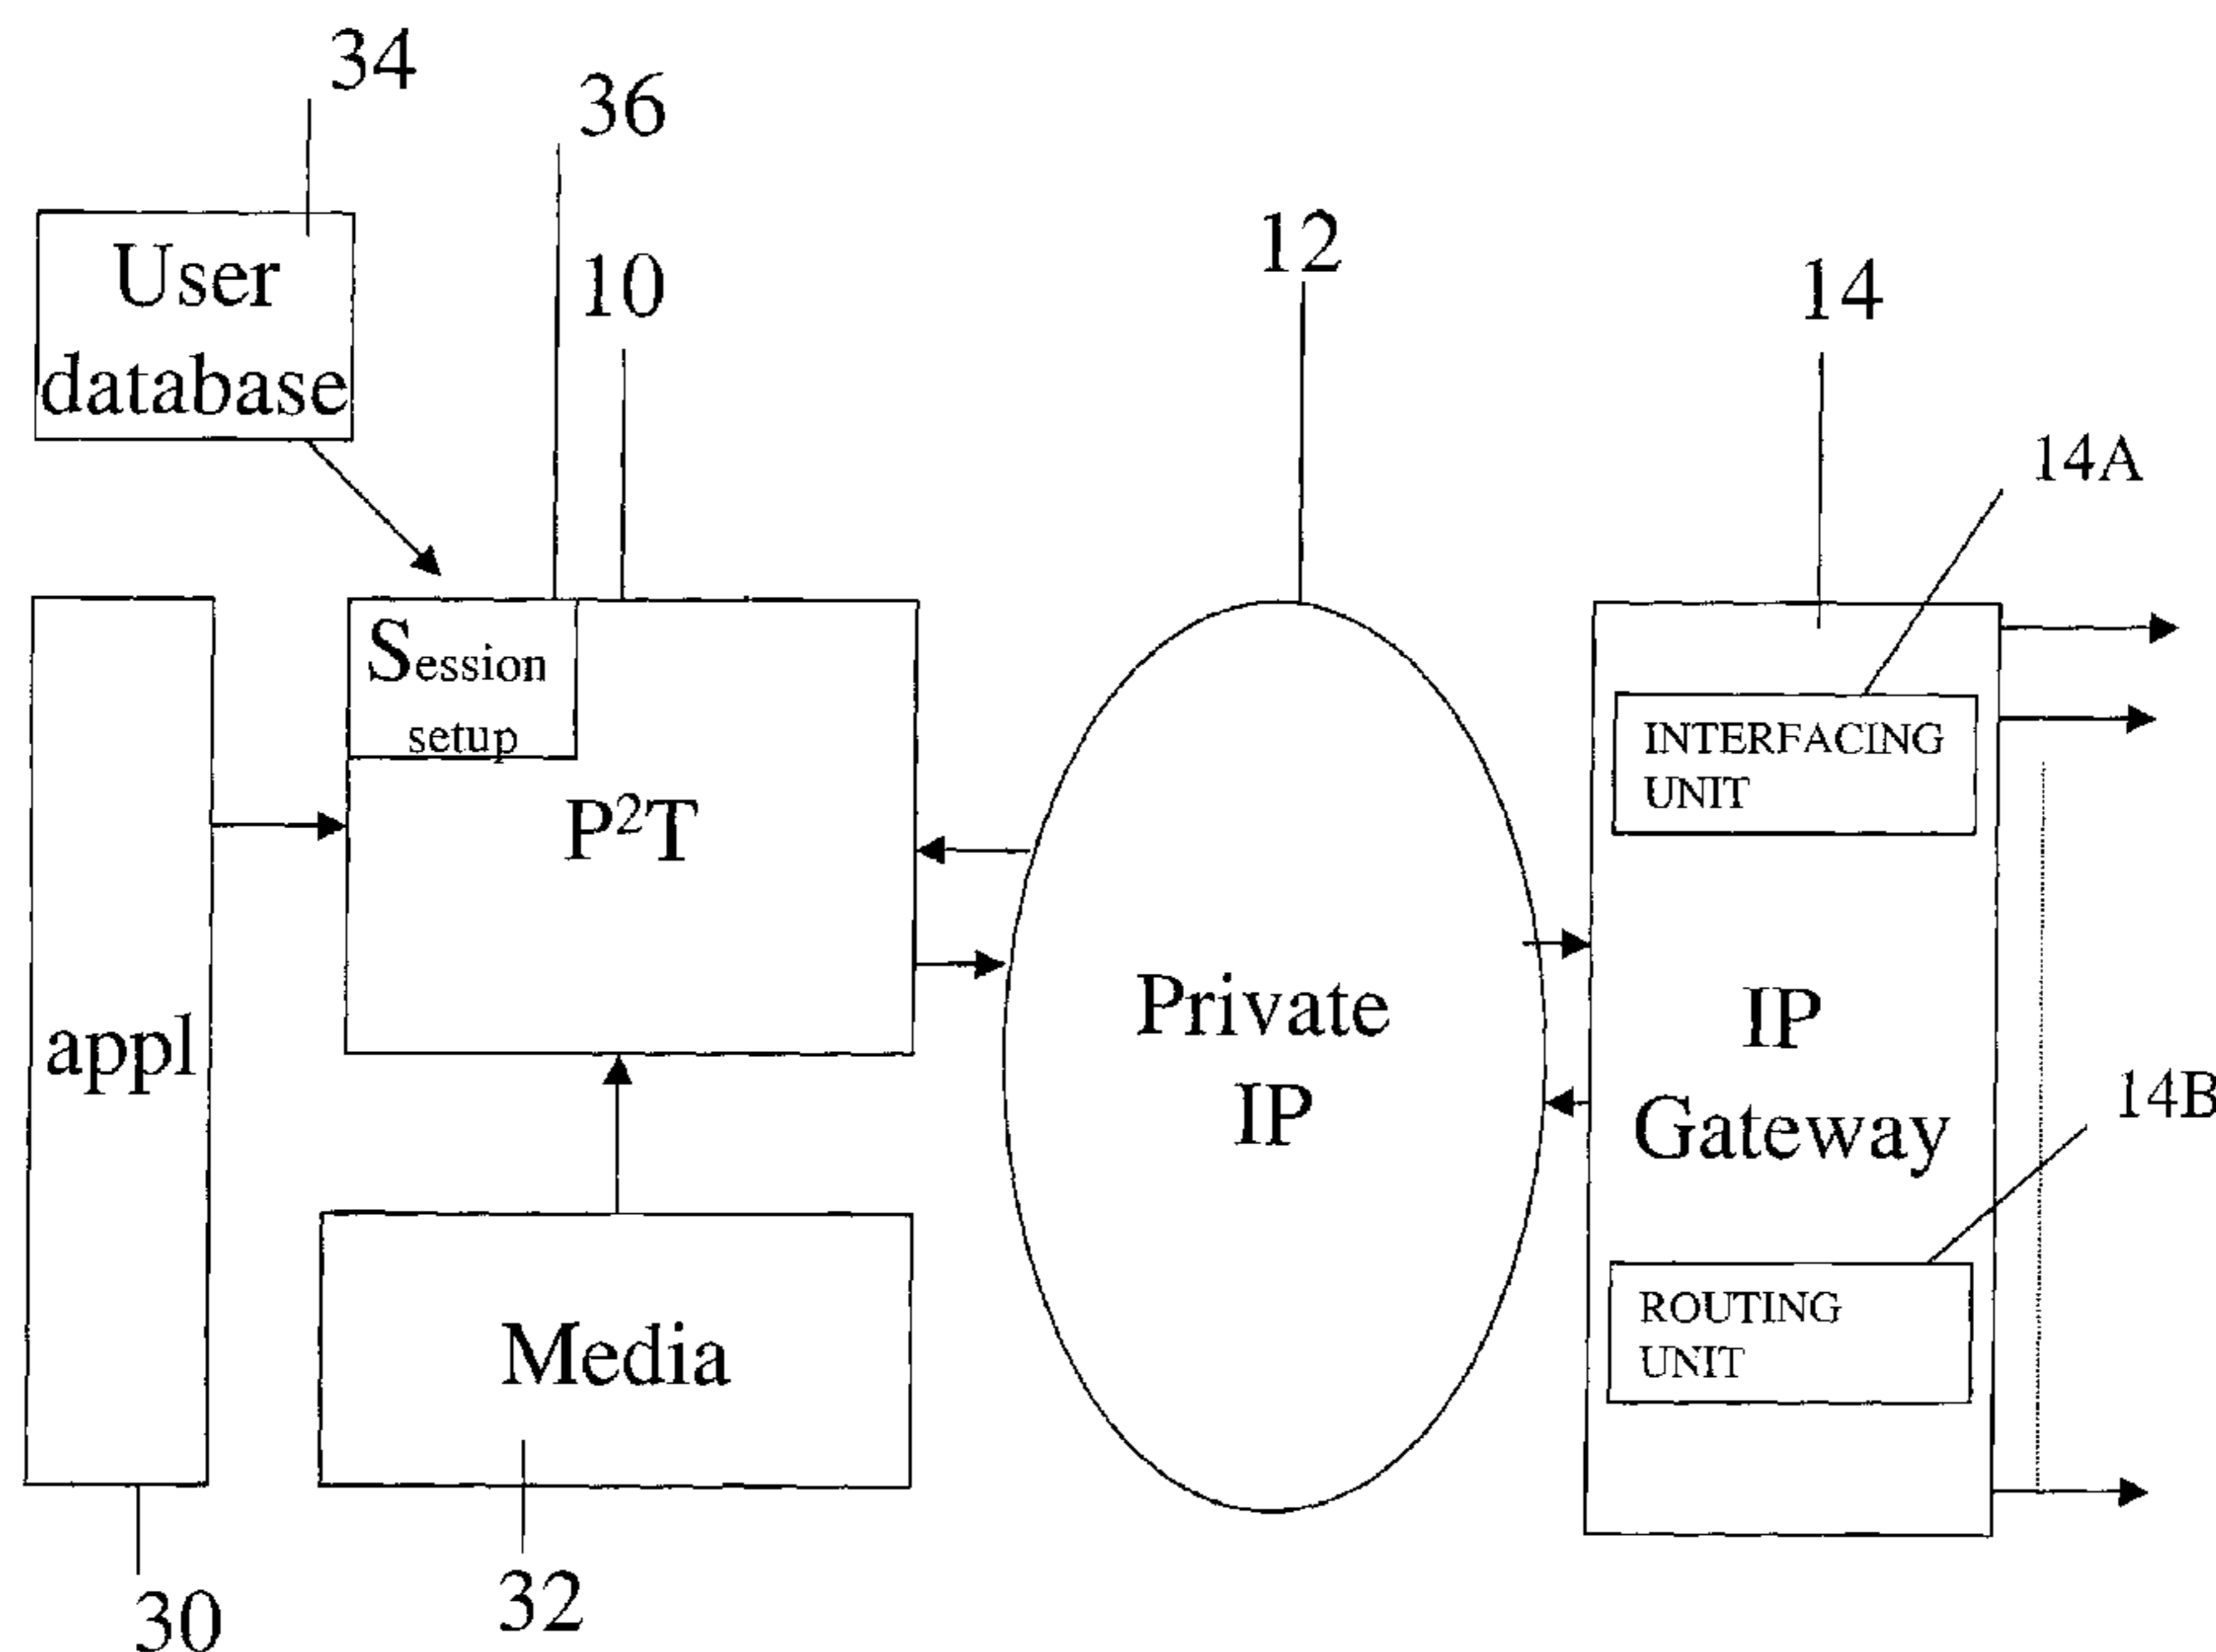 34
36
User
database
10
12
14
14A
Session
setup
INTERFACING
UNIT
P²T
Private
IP
IP
Gateway
appl
14B
ROUTING
UNIT
Media
32
30